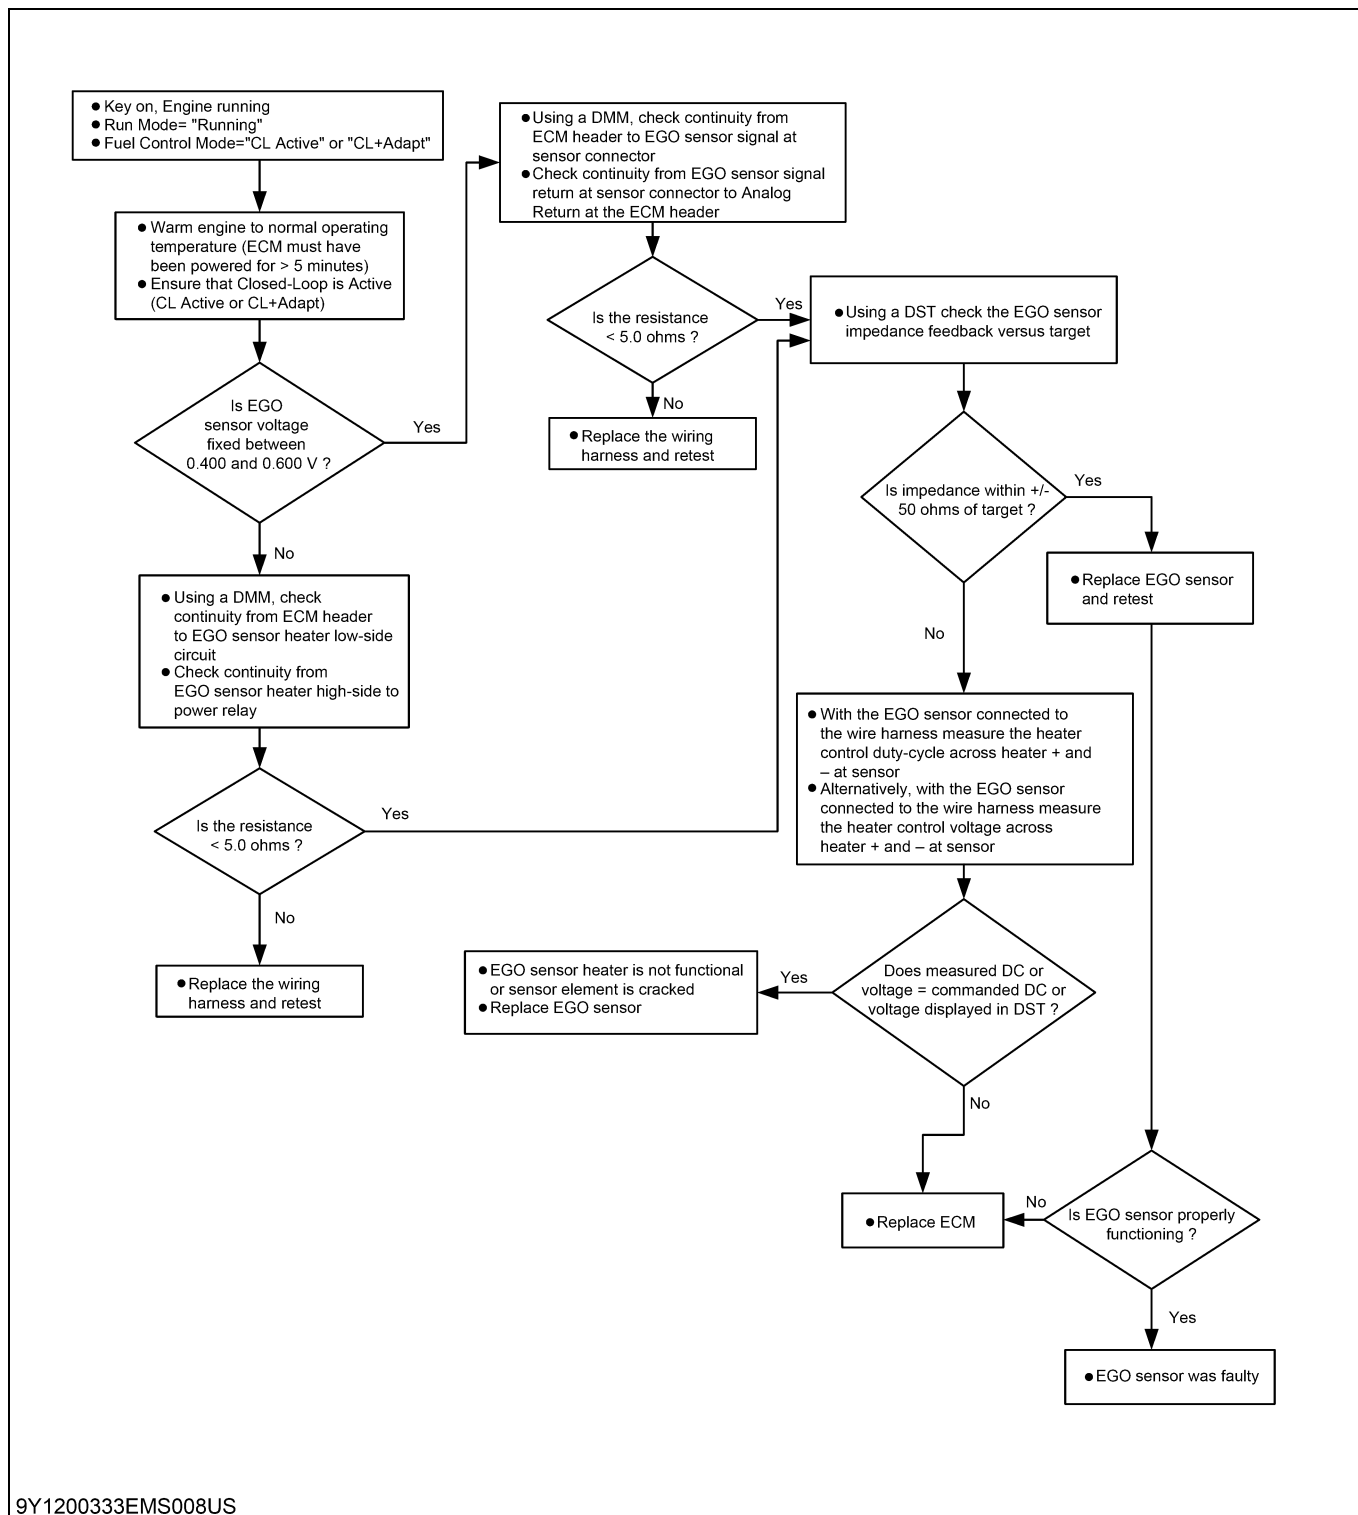 ● Key on, Engine running
● Run Mode= "Running"
● Fuel Control Mode="CL Active" or "CL+Adapt"
● Warm engine to normal operating
temperature (ECM must have
been powered for > 5 minutes)
● Ensure that Closed-Loop is Active
(CL Active or CL+Adapt)
Is EGO
sensor voltage
fixed between
0.400 and 0.600 V ?
Yes
No
● Using a DMM, check
continuity from ECM header
to EGO sensor heater low-side
circuit
● Check continuity from
EGO sensor heater high-side to
power relay
Is the resistance
< 5.0 ohms ?
Yes
No
● Replace the wiring
harness and retest
● Using a DMM, check continuity from
ECM header to EGO sensor signal at
sensor connector
● Check continuity from EGO sensor signal
return at sensor connector to Analog
Return at the ECM header
Is the resistance
< 5.0 ohms ?
Yes
No
● Replace the wiring
harness and retest
● Using a DST check the EGO sensor
impedance feedback versus target
Is impedance within +/-
50 ohms of target ?
Yes
No
● Replace EGO sensor
and retest
● With the EGO sensor connected to
the wire harness measure the heater
control duty-cycle across heater + and
– at sensor
● Alternatively, with the EGO sensor
connected to the wire harness measure
the heater control voltage across
heater + and – at sensor
Does measured DC or
voltage = commanded DC or
voltage displayed in DST ?
Yes
No
● EGO sensor heater is not functional
or sensor element is cracked
● Replace EGO sensor
● Replace ECM
No
Is EGO sensor properly
functioning ?
Yes
● EGO sensor was faulty
9Y1200333EMS008US